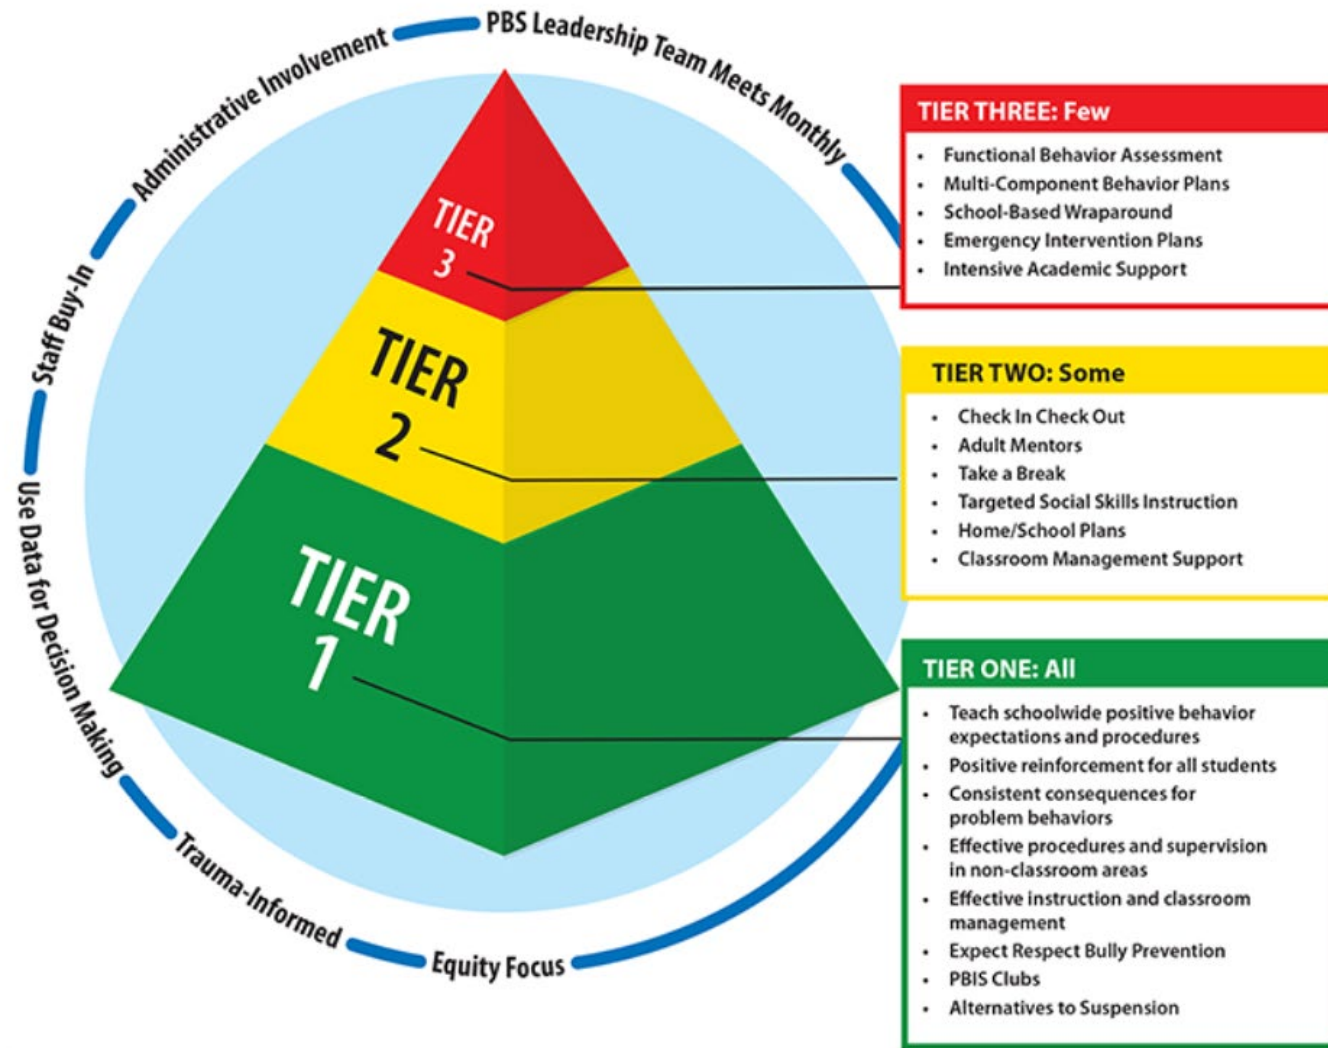 PBS Leadership Team Meets Monthly
Administrative Involvement
Staff Buy-In
Use Data for Decision Making
Trauma-Informed
Equity Focus
TIER
3
TIER
2
TIER
1
TIER THREE: Few
• Functional Behavior Assessment
• Multi-Component Behavior Plans
• School-Based Wraparound
• Emergency Intervention Plans
• Intensive Academic Support
TIER TWO: Some
• Check In Check Out
• Adult Mentors
• Take a Break
• Targeted Social Skills Instruction
• Home/School Plans
• Classroom Management Support
TIER ONE: All
• Teach schoolwide positive behavior
expectations and procedures
• Positive reinforcement for all students
• Consistent consequences for
problem behaviors
• Effective procedures and supervision
in non-classroom areas
• Effective instruction and classroom
management
• Expect Respect Bully Prevention
• PBIS Clubs
• Alternatives to Suspension